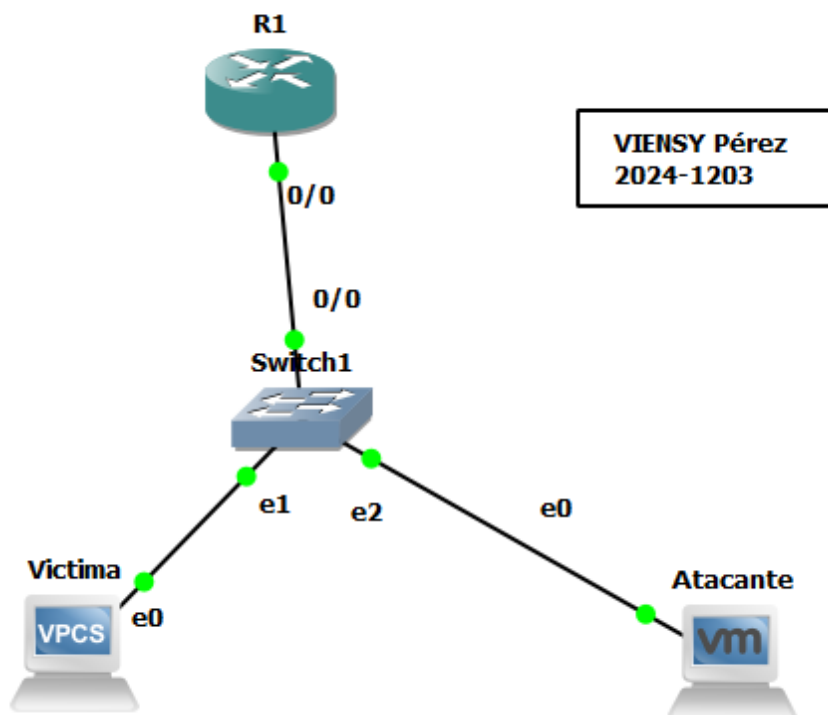 R1
VIENSY Pérez
2024-1203
0/0
0/0
Switch1
e1
e2
e0
Victima
Atacante
VPCS
e0
vm